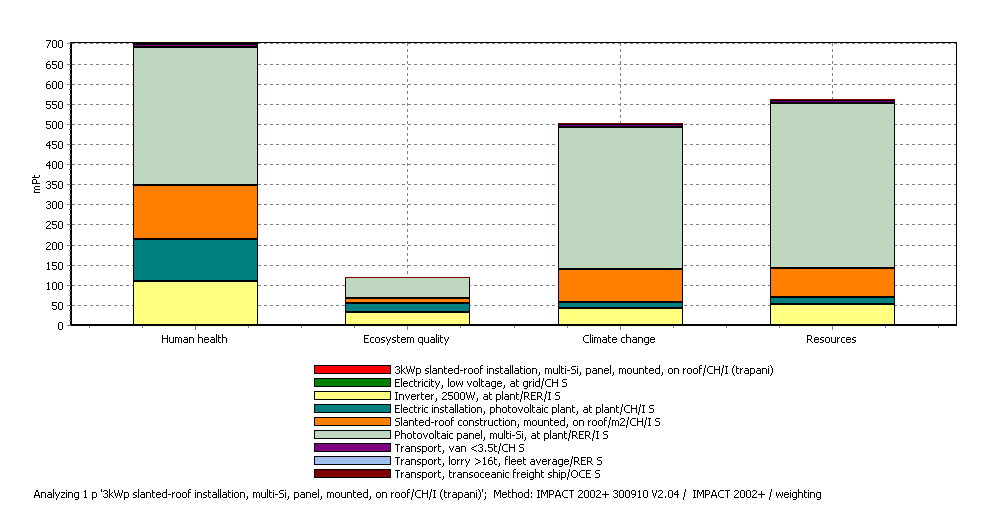 700
650
600
550
500
450
400
350
300
250
200
150
100
50
0
mPt
Human health Ecosystem quality Climate change Resources
3kWp slanted-roof installation, multi-Si, panel, mounted, on roof/CH/I (trapani)
Electricity, low voltage, at grid/CH S
Inverter, 2500W, at plant/RER/I S
Electric installation, photovoltaic plant, at plant/CH/I S
Slanted-roof construction, mounted, on roof/m2/CH/I S
Photovoltaic panel, multi-Si, at plant/RER/I S
Transport, van <3.5t/CH S
Transport, lorry >16t, fleet average/RER S
Transport, transoceanic freight ship/OCE S
Analyzing 1 p '3kWp slanted-roof installation, multi-Si, panel, mounted, on roof/CH/I (trapani)'; Method: IMPACT 2002+ 300910 V2.04 / IMPACT 2002+ / weighting